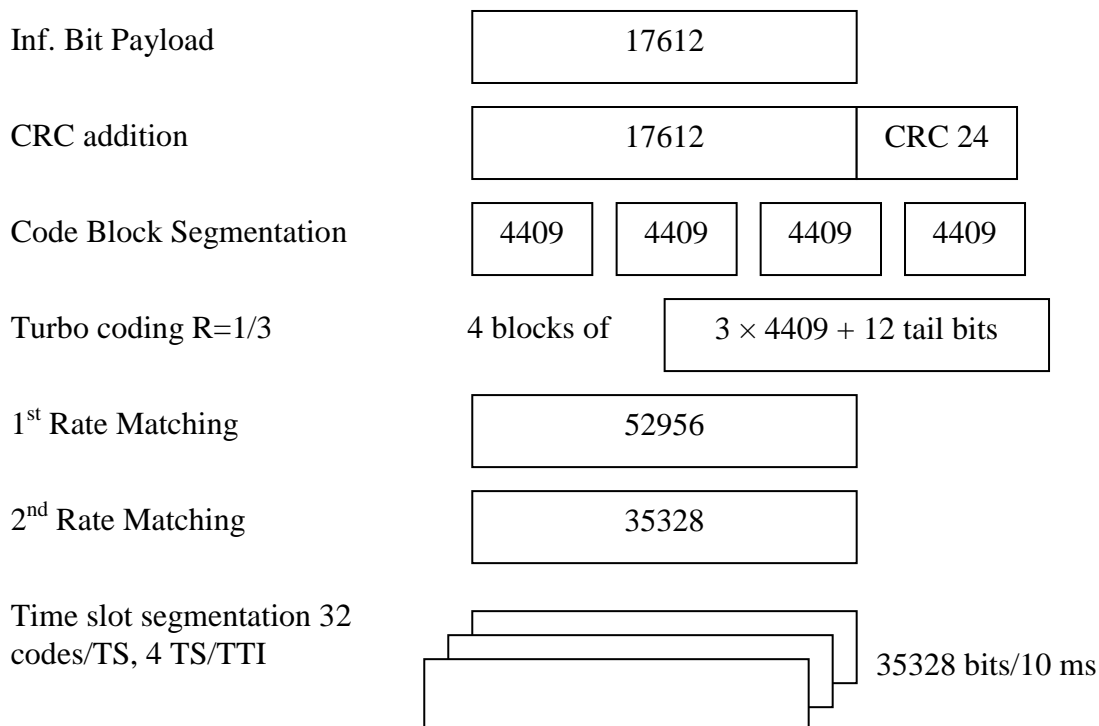 Inf. Bit Payload
17612
CRC addition
17612
CRC 24
Code Block Segmentation
4409
4409
4409
4409
Turbo coding R=1/3
4 blocks of
3 × 4409 + 12 tail bits
1st Rate Matching
52956
2nd Rate Matching
35328
Time slot segmentation 32
codes/TS, 4 TS/TTI
35328 bits/10 ms